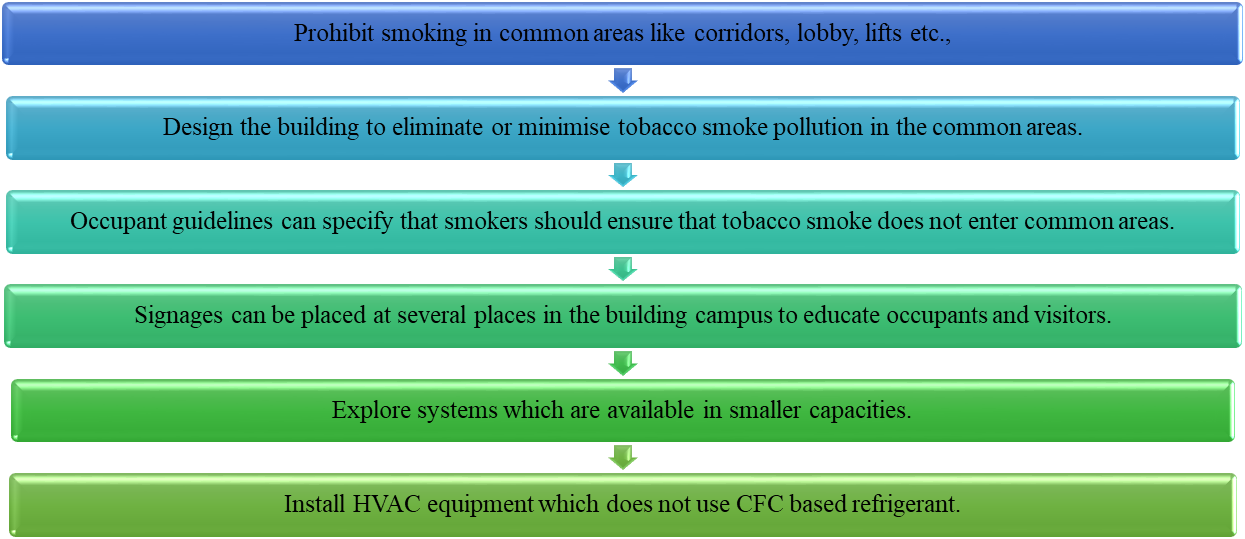 Prohibit smoking in common areas like corridors, lobby, lifts etc.,
Design the building to eliminate or minimise tobacco smoke pollution in the common areas.
Occupant guidelines can specify that smokers should ensure that tobacco smoke does not enter common areas.
Signages can be placed at several places in the building campus to educate occupants and visitors.
Explore systems which are available in smaller capacities.
Install HVAC equipment which does not use CFC based refrigerant.